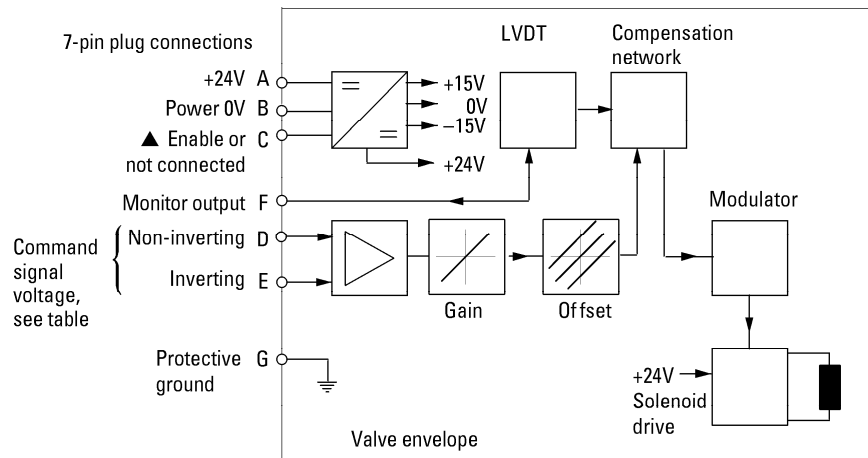 7-pin plug connections
LVDT
Compensation
network
+24V A
+15V
Power 0V B
0V
▲ Enable or C
not connected
−15V
+24V
Monitor output F
Modulator
Command
signal
voltage,
see table
Non-inverting D
Inverting E
Gain
Offset
Protective
ground
G
+24V
Solenoid
drive
Valve envelope